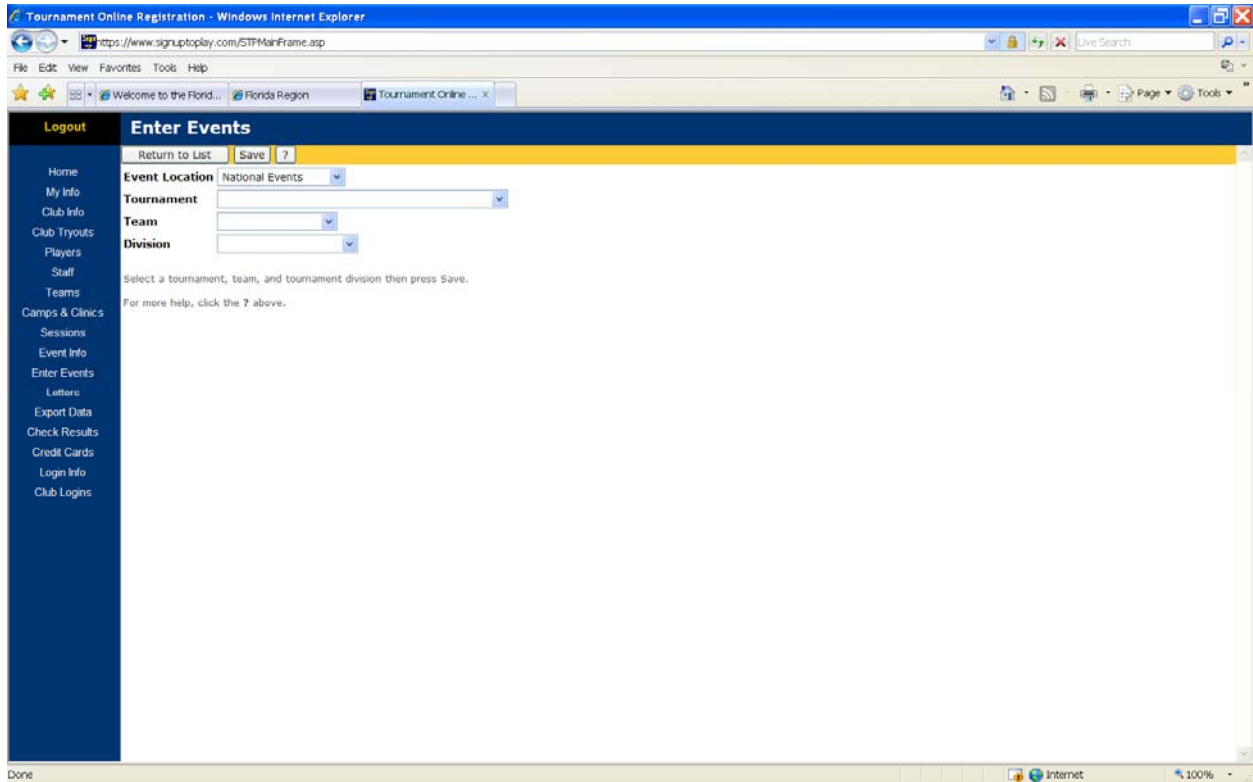 Tournament Online Registration - Windows Internet Explorer
https://www.signuptoplay.com/STPMainFrame.asp
Live Search
File Edit View Favorites Tools Help
Welcome to the Florid... Florida Region Tournament Online ... x
Page Tools
Logout
Enter Events
Return to List Save ?
Home
My Info
Club Info
Club Tryouts
Players
Staff
Teams
Camps & Clinics
Sessions
Event Info
Enter Events
Letters
Export Data
Check Results
Credit Cards
Login Info
Club Logins
Event Location National Events
Tournament
Team
Division
Select a tournament, team, and tournament division then press Save.
For more help, click the ? above.
Done
Internet
100%